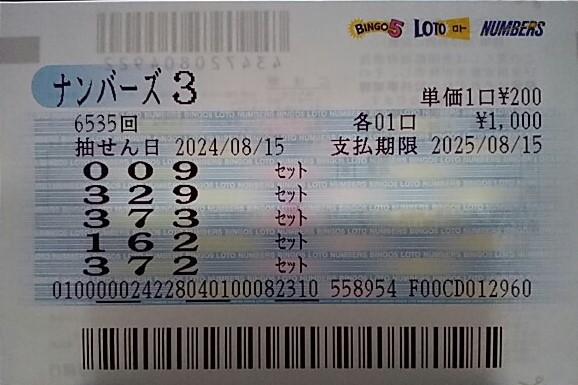 BINGO5 LOTO ロト NUMBERS
ナンバーズ3
単価1口¥200
6535回 各01口 ¥1,000
抽せん日 2024/08/15 支払期限 2025/08/15
009 セット
329 セット
373 セット
162 セット
372 セット
010000024228040100082310 558954 F00CD012960